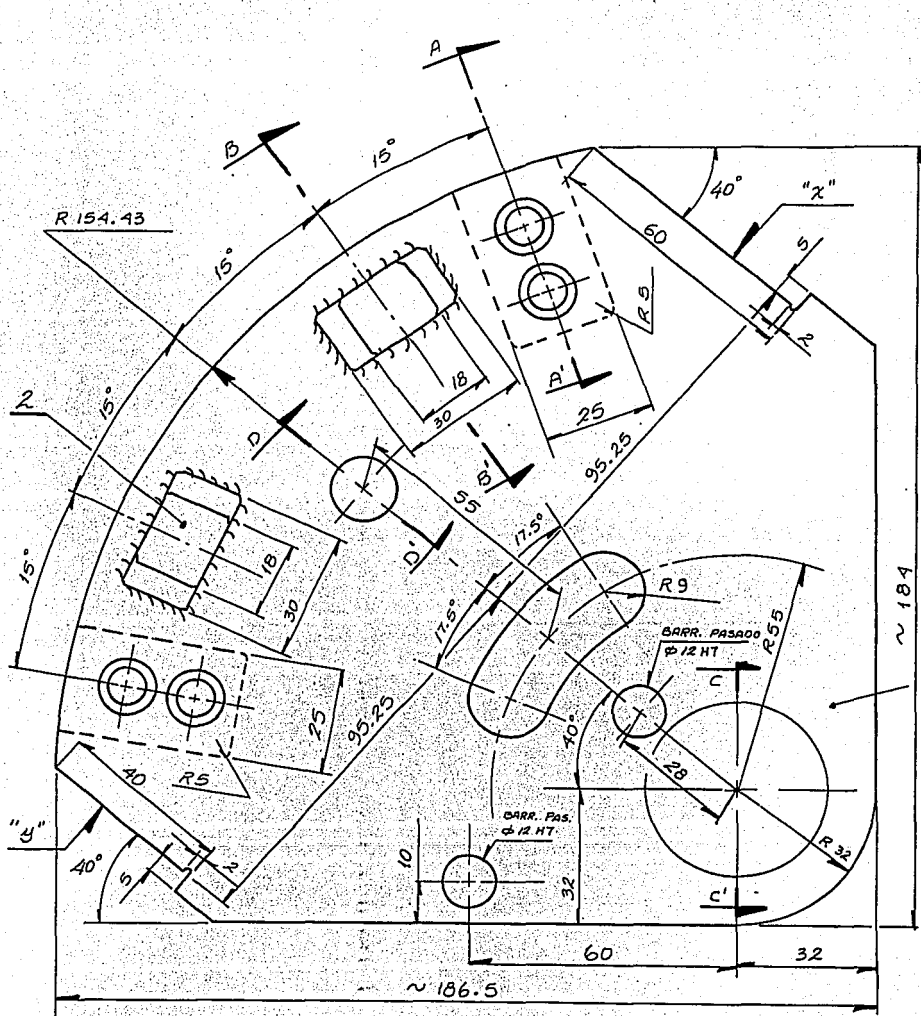 A
B
15°
40°
"x"
R 154.43
60
5
15°
R 5
2
A'
18
30
25
2
15°
D
95.25
B'
55
D'
17.5°
15°
18
30
R 9
R55
~ 184
17.5°
BARR. PASADO
Ø 12 H7
C
25
95.25
40°
28
40
R5
"y"
2
BARR. PAS.
Ø 12 H7
R 32
40°
5
10
32
C'
60
32
~ 186.5